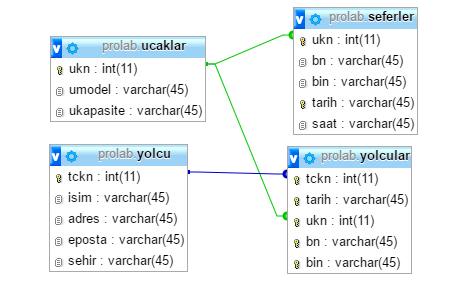 prolab.ucaklar
ukn : int(11)
umodel : varchar(45)
ukapasite : varchar(45)
prolab.seferler
ukn : int(11)
bn : varchar(45)
bin : varchar(45)
tarih : varchar(45)
saat : varchar(45)
prolab.yolcu
tckn : int(11)
isim : varchar(45)
adres : varchar(45)
eposta : varchar(45)
sehir : varchar(45)
prolab.yolcular
tckn : int(11)
tarih : varchar(45)
ukn : int(11)
bn : varchar(45)
bin : varchar(45)